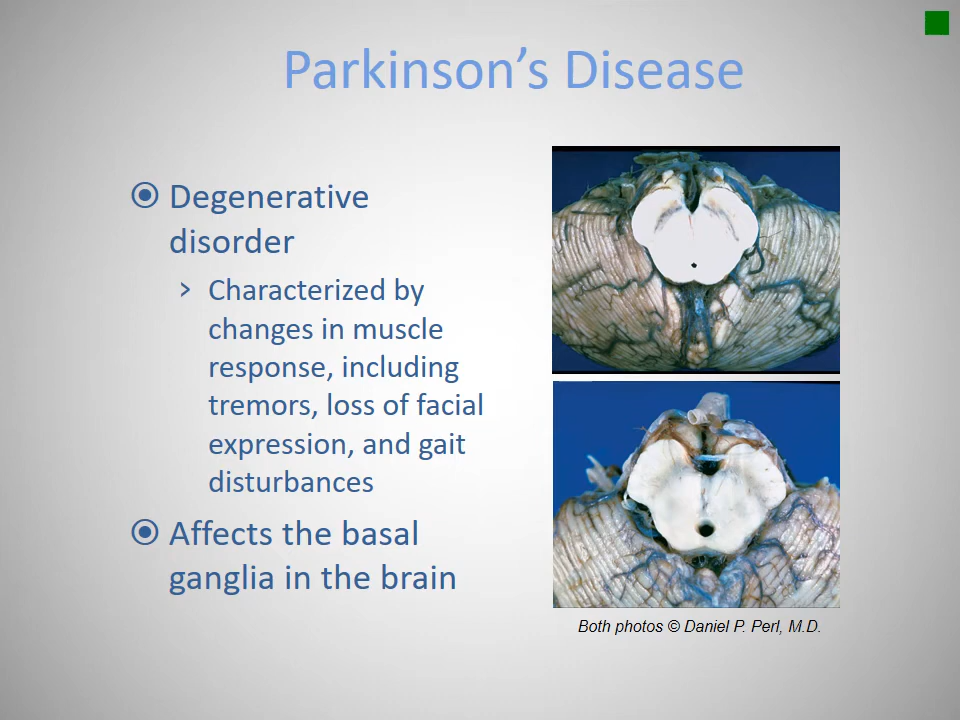 Parkinson’s Disease
Degenerative
disorder
Characterized by
changes in muscle
response, including
tremors, loss of facial
expression, and gait
disturbances
Affects the basal
ganglia in the brain
Both photos © Daniel P. Perl, M.D.